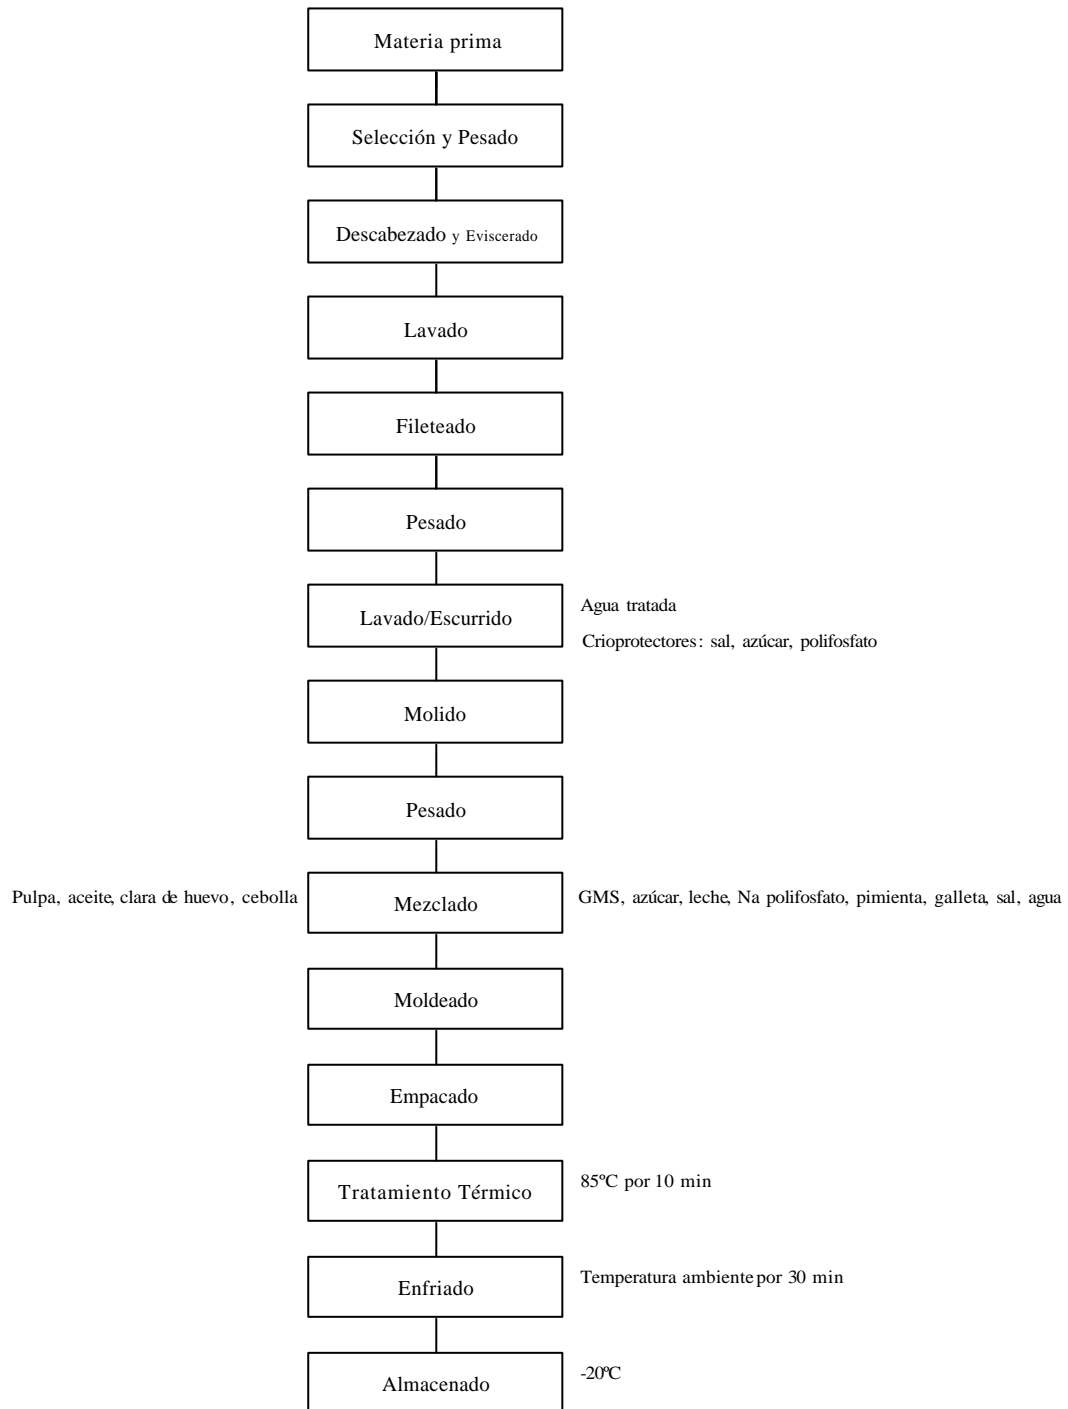 Materia prima
Selección y Pesado
Descabezado y Eviscerado
Lavado
Fileteado
Pesado
Lavado/Escurrido
Agua tratada
Crioprotectores: sal, azúcar, polifosfato
Molido
Pesado
Pulpa, aceite, clara de huevo, cebolla
Mezclado
GMS, azúcar, leche, Na polifosfato, pimienta, galleta, sal, agua
Moldeado
Empacado
Tratamiento Térmico
85ºC por 10 min
Enfriado
Temperatura ambiente por 30 min
Almacenado
-20ºC